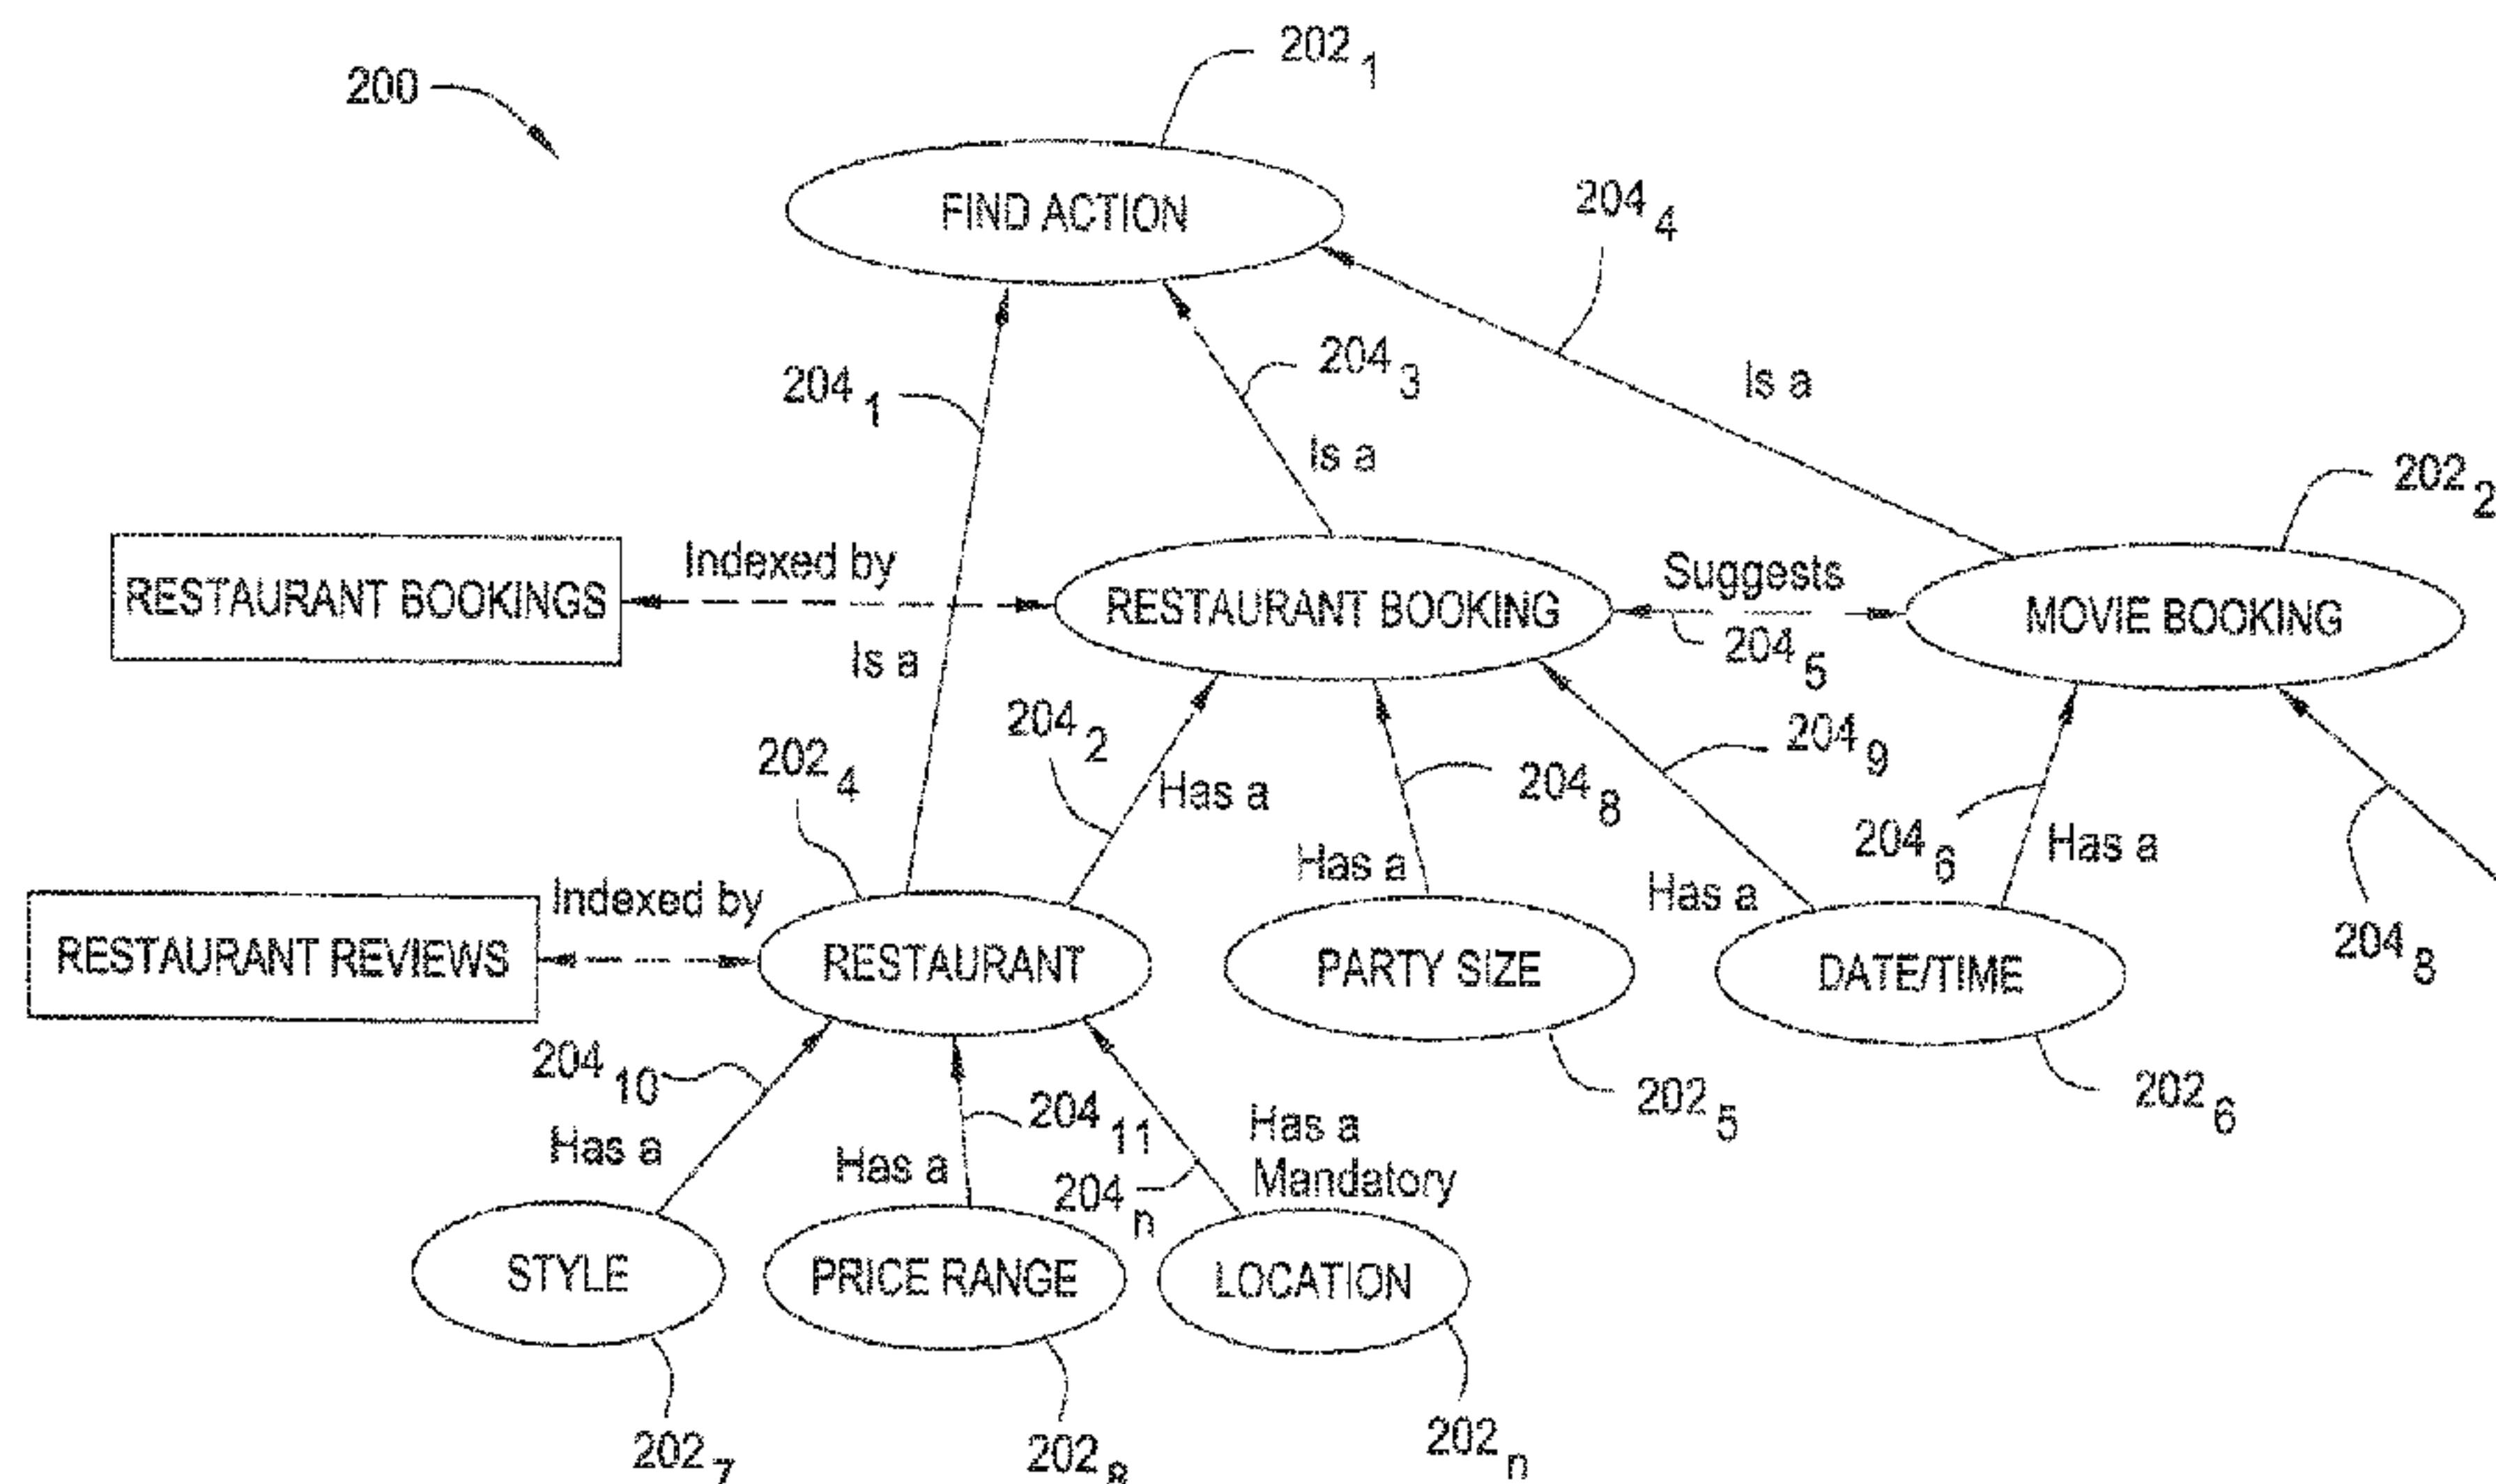 200
202 1
FIND ACTION
204 4
204 1
204 3
Is a
Is a
202 2
RESTAURANT BOOKINGS
Indexed by
RESTAURANT BOOKING
Suggests
204 5
MOVIE BOOKING
Is a
204 2
204 9
202 4
Has a
204 8
204 6
Has a
Has a
Has a
204 8
RESTAURANT REVIEWS
Indexed by
RESTAURANT
PARTY SIZE
DATE/TIME
204 10
204 11
202 5
202 6
Has a
Has a
Has a
Mandatory
204 n
STYLE
PRICE RANGE
LOCATION
202 7
202 8
202 n